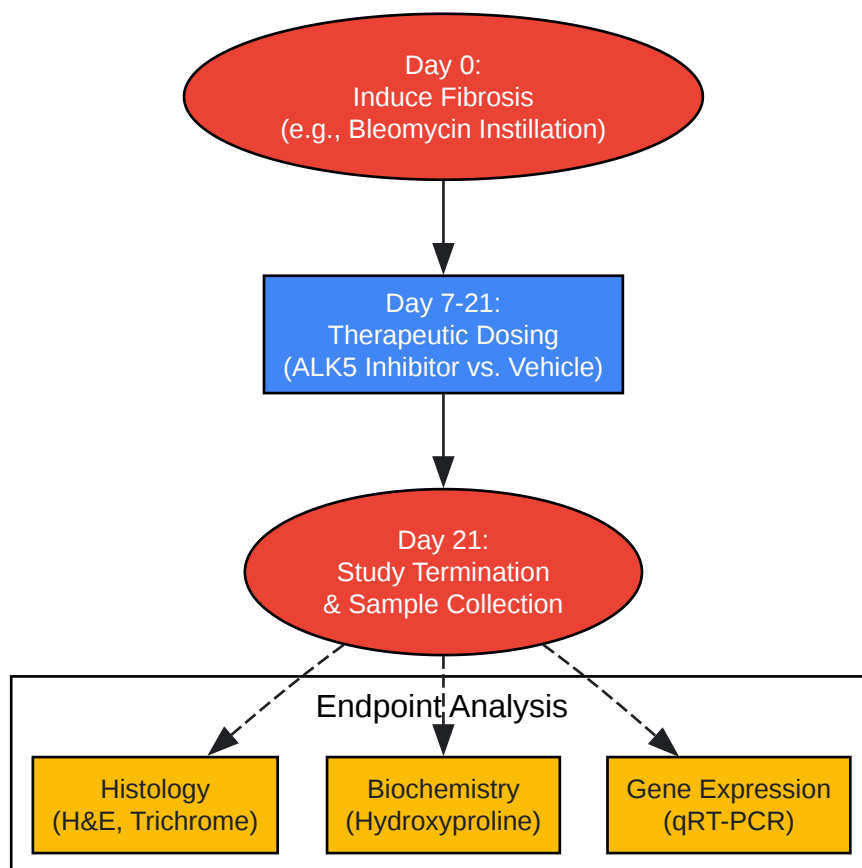 Day 0:
Induce Fibrosis
(e.g., Bleomycin Instillation)
Day 7-21:
Therapeutic Dosing
(ALK5 Inhibitor vs. Vehicle)
Day 21:
Study Termination
& Sample Collection
Endpoint Analysis
Histology
(H&E, Trichrome)
Biochemistry
(Hydroxyproline)
Gene Expression
(qRT-PCR)